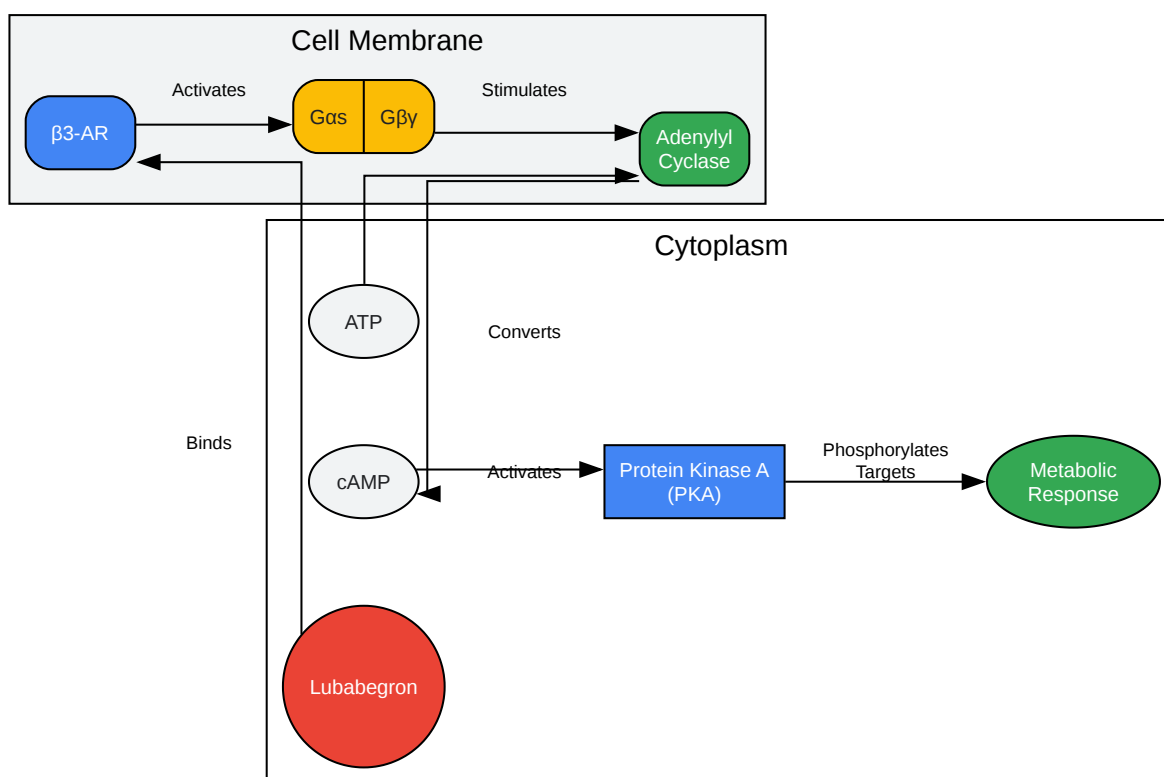 Cell Membrane
Activates
Stimulates
β3-AR
Gαs
Gβγ
Adenylyl
Cyclase
Cytoplasm
ATP
Converts
Binds
cAMP
Activates
Protein Kinase A
(PKA)
Phosphorylates
Targets
Metabolic
Response
Lubabegron